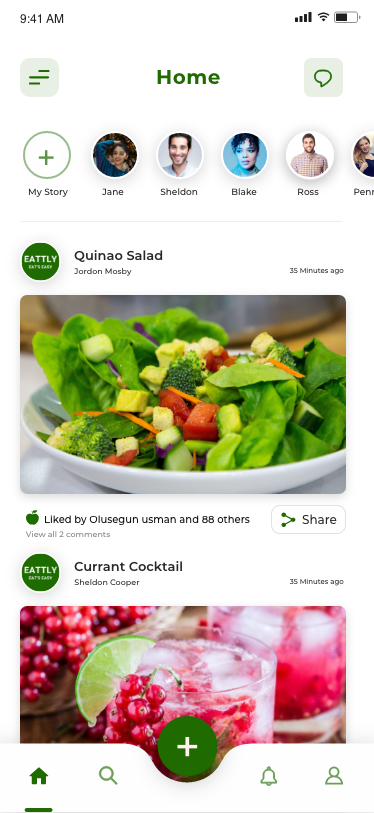 9:41 AM
Home
My Story
Jane
Sheldon
Blake
Ross
Penn
EATTLY
EAT'S EASY
Quinao Salad
Jordon Mosby
35 Minutes ago
Liked by Olusegun usman and 88 others
Share
View all 2 comments
EATTLY
EAT'S EASY
Currant Cocktail
Sheldon Cooper
35 Minutes ago